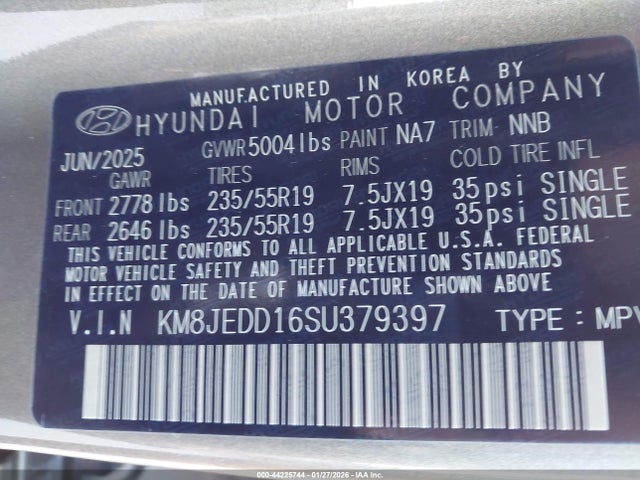 MANUFACTURED IN KOREA BY
HYUNDAI MOTOR COMPANY
JUN/2025 GVWR 5004 lbs PAINT NA7 TRIM NNB
GAWR TIRES RIMS COLD TIRE INFL
FRONT 2778 lbs 235/55R19 7.5JX19 35psi SINGLE
REAR 2646 lbs 235/55R19 7.5JX19 35psi SINGLE
THIS VEHICLE CONFORMS TO ALL APPLICABLE U.S.A. FEDERAL
MOTOR VEHICLE SAFETY AND THEFT PREVENTION STANDARDS
IN EFFECT ON THE DATE OF MANUFACTURE SHOWN ABOVE
V.I.N KM8JEDD16SU379397 TYPE : MPV
000-44225744 - 01/27/2026 - IAA Inc.